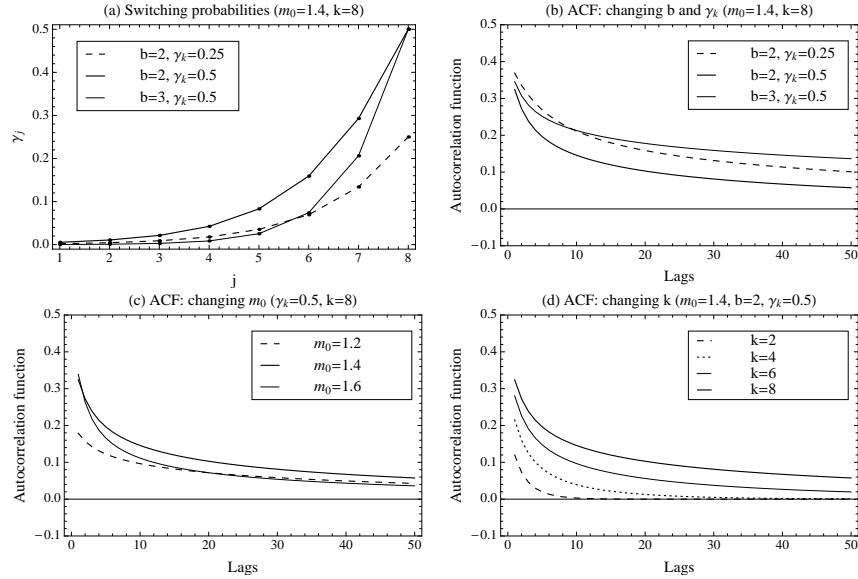 (a) Switching probabilities (m0=1.4, k=8)
b=2, γk=0.25
b=2, γk=0.5
b=3, γk=0.5
γj
0.5
0.4
0.3
0.2
0.1
0.0
1 2 3 4 5 6 7 8
j
(b) ACF: changing b and γk (m0=1.4, k=8)
b=2, γk=0.25
b=2, γk=0.5
b=3, γk=0.5
Autocorrelation function
0.5
0.4
0.3
0.2
0.1
0.0
−0.1
0 10 20 30 40 50
Lags
(c) ACF: changing m0 (γk=0.5, k=8)
m0=1.2
m0=1.4
m0=1.6
Autocorrelation function
0.5
0.4
0.3
0.2
0.1
0.0
−0.1
0 10 20 30 40 50
Lags
(d) ACF: changing k (m0=1.4, b=2, γk=0.5)
k=2
k=4
k=6
k=8
Autocorrelation function
0.5
0.4
0.3
0.2
0.1
0.0
−0.1
0 10 20 30 40 50
Lags